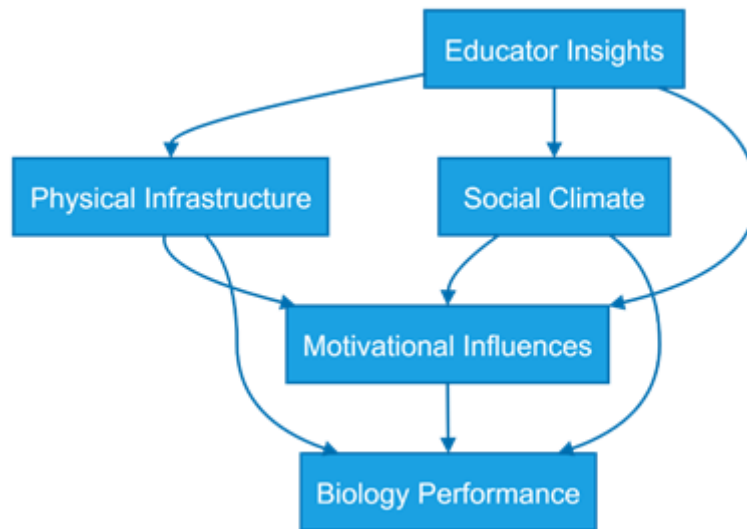 Educator Insights
Physical Infrastructure
Social Climate
Motivational Influences
Biology Performance